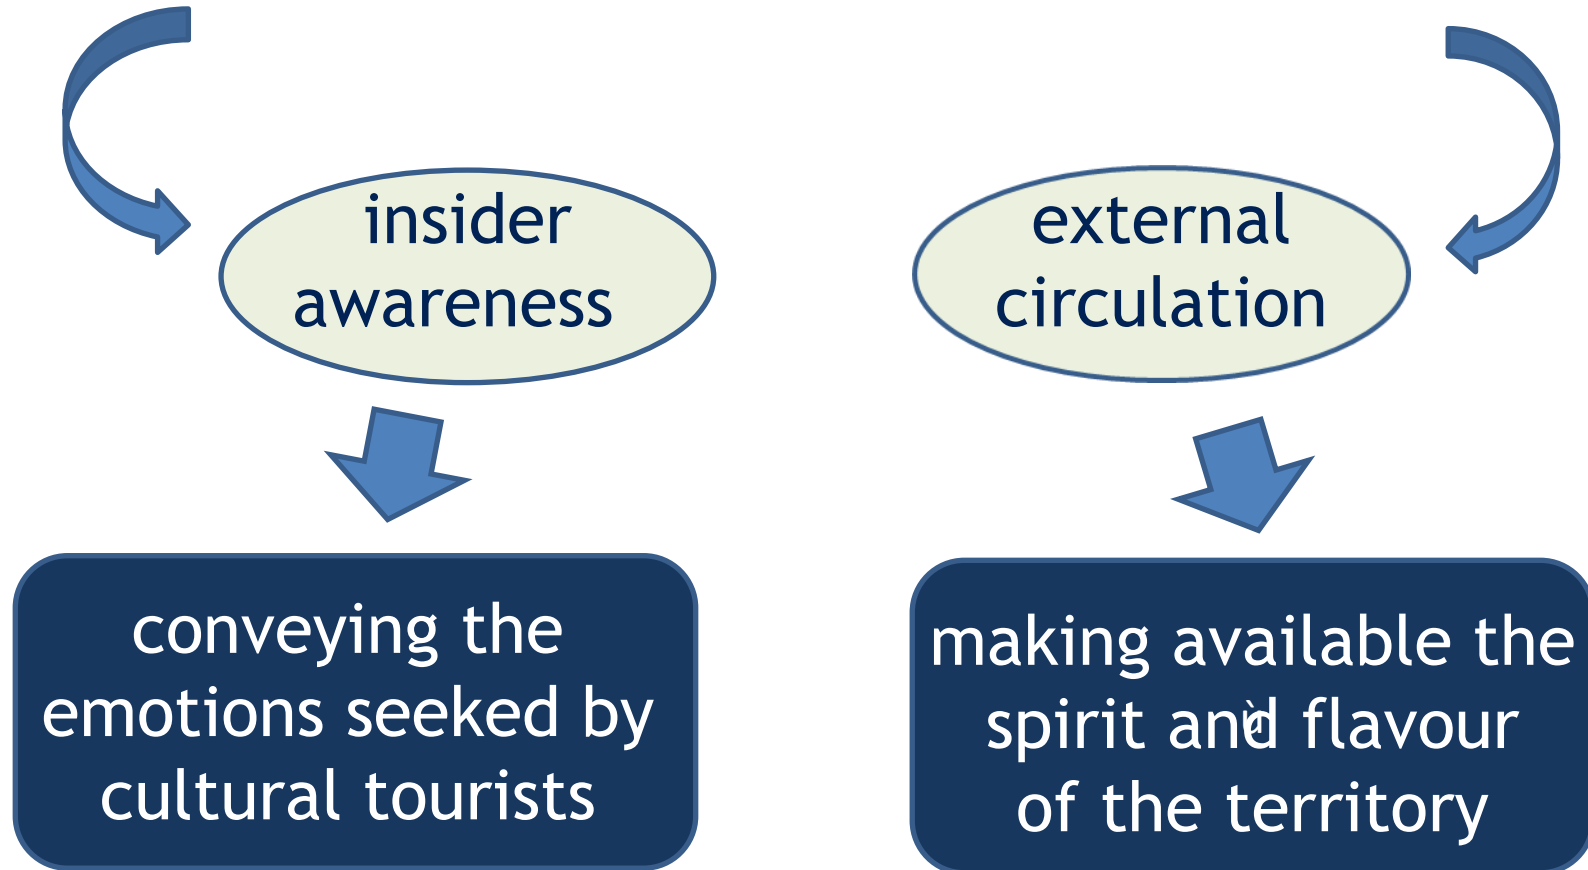 insider
awareness
external
circulation
conveying the
emotions seeked by
cultural tourists
making available the
spirit and flavour
of the territory